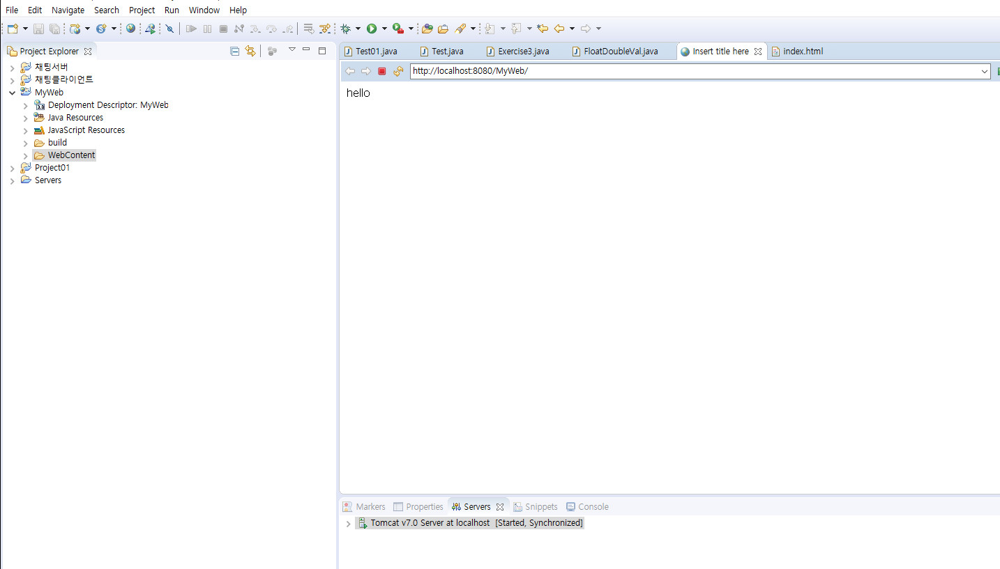 File Edit Navigate Search Project Run Window Help
Project Explorer
채팅서버
채팅클라이언트
MyWeb
3.0 Deployment Descriptor: MyWeb
Java Resources
JavaScript Resources
build
WebContent
Project01
Servers
Test01.java Test.java Exercise3.java FloatDoubleVal.java Insert title here index.html
http://localhost:8080/MyWeb/
hello
Markers Properties Servers Snippets Console
Tomcat v7.0 Server at localhost [Started, Synchronized]